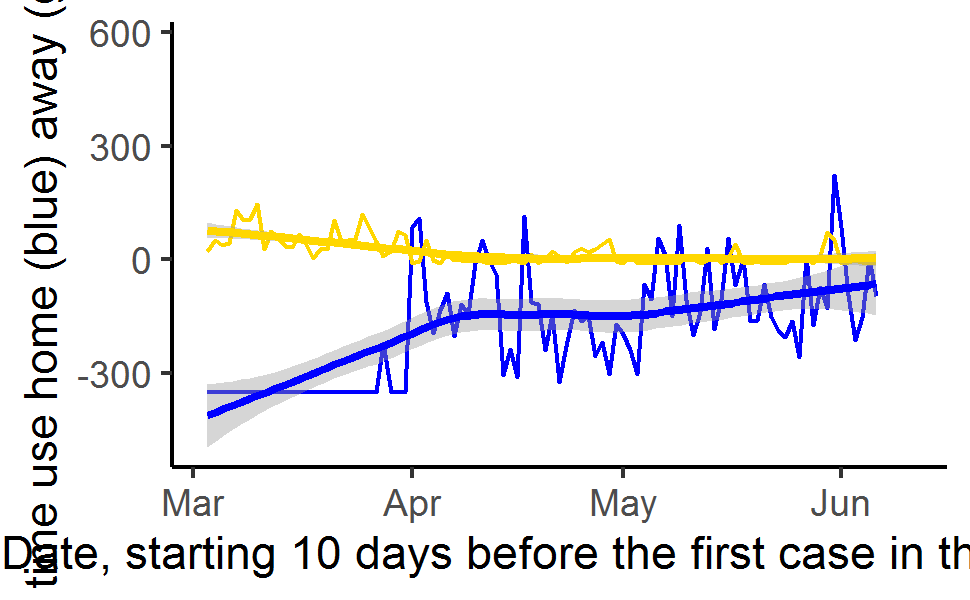 600
300
0
-300
time use home (blue) away (
Mar Apr May Jun
Date, starting 10 days before the first case in th